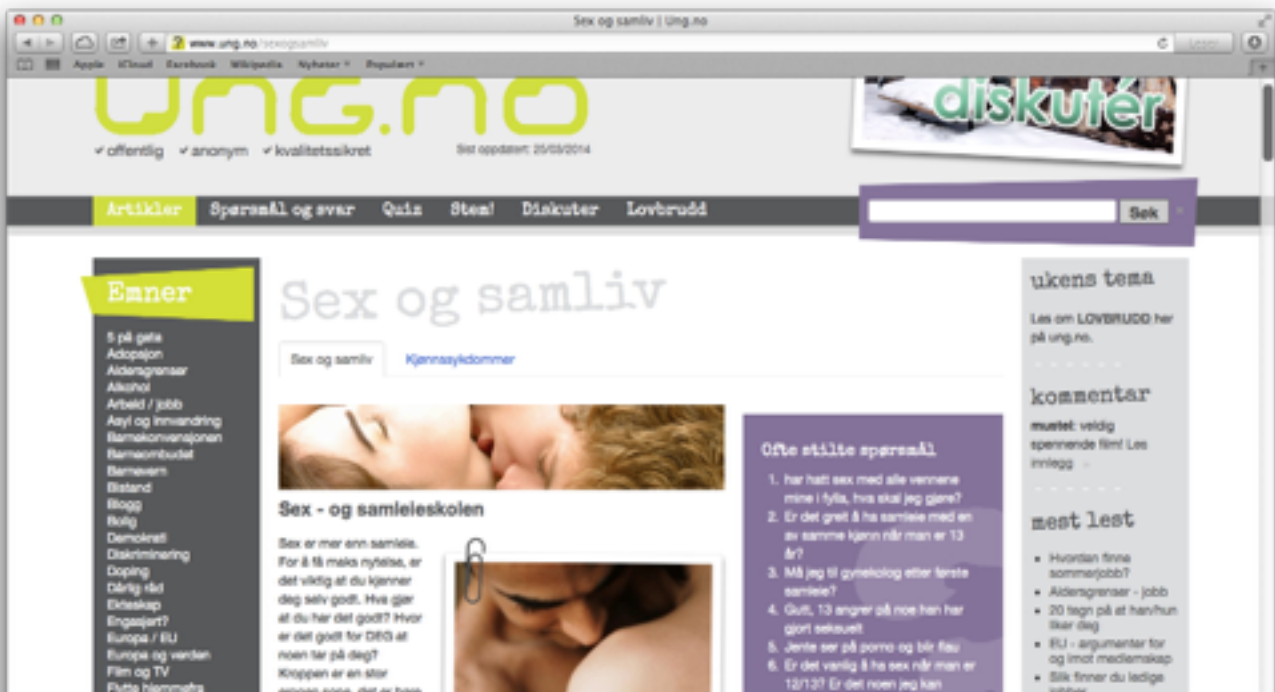 Sex og samliv | Ung.no
www.ung.no/sexogsamliv
Leser
Apple iCloud Facebook Wikipedia Nyheter Populært
ung.no
offentlig anonym kvalitetssikret
Sist oppdatert: 25/03/2014
diskutér
Artikler Spørsmål og svar Quiz Stem! Diskuter Lovbrudd
Søk
Emner
5 på gata
Adopsjon
Aldersgrenser
Alkohol
Arbeid / jobb
Asyl og innvandring
Barnekonvensjonen
Barneombudet
Barnevern
Bistand
Blogg
Bolig
Demokrati
Diskriminering
Doping
Dårlig råd
Ekteskap
Engasjert?
Europa / EU
Europa og verden
Film og TV
Flytte hjemmefra
Sex og samliv
Sex og samliv Kjønnssykdommer
Sex - og samleieskolen
Sex er mer enn samleie.
For å få maks nytelse, er
det viktig at du kjenner
deg selv godt. Hva gjør
at du har det godt? Hvor
er det godt for DEG at
noen tar på deg?
Kroppen er en stor
Ofte stilte spørsmål
1. har hatt sex med alle vennene
mine i fylla, hva skal jeg gjøre?
2. Er det greit å ha samleie med en
av samme kjønn når man er 13
år?
3. Må jeg til gynekolog etter første
samleie?
4. Gutt, 13 angrer på noe han har
gjort seksuelt
5. Jente ser på porno og blir flau
6. Er det vanlig å ha sex når man er
12/13? Er det noen jeg kan
ukens tema
Les om LOVBRUDD her
på ung.no.
kommentar
mustel: veldig
spennende film! Les
innlegg
mest lest
Hvordan finne
sommerjobb?
Aldersgrenser - jobb
20 tegn på at han/hun
liker deg
EU - argumenter for
og imot medlemskap
Slik finner du ledige